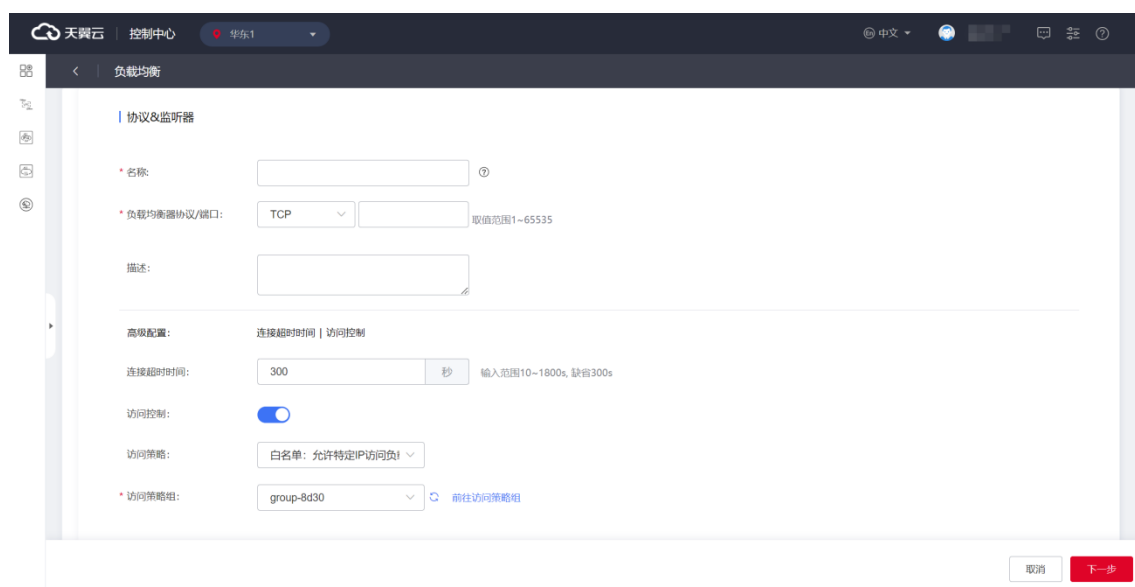 天翼云 控制中心 华东1 中文
负载均衡
协议&监听器
* 名称:
* 负载均衡器协议/端口: TCP 取值范围1~65535
描述:
高级配置: 连接超时时间 | 访问控制
连接超时时间: 300 秒 输入范围10~1800s, 缺省300s
访问控制:
访问策略: 白名单：允许特定IP访问负
* 访问策略组: group-8d30 前往访问策略组
取消 下一步